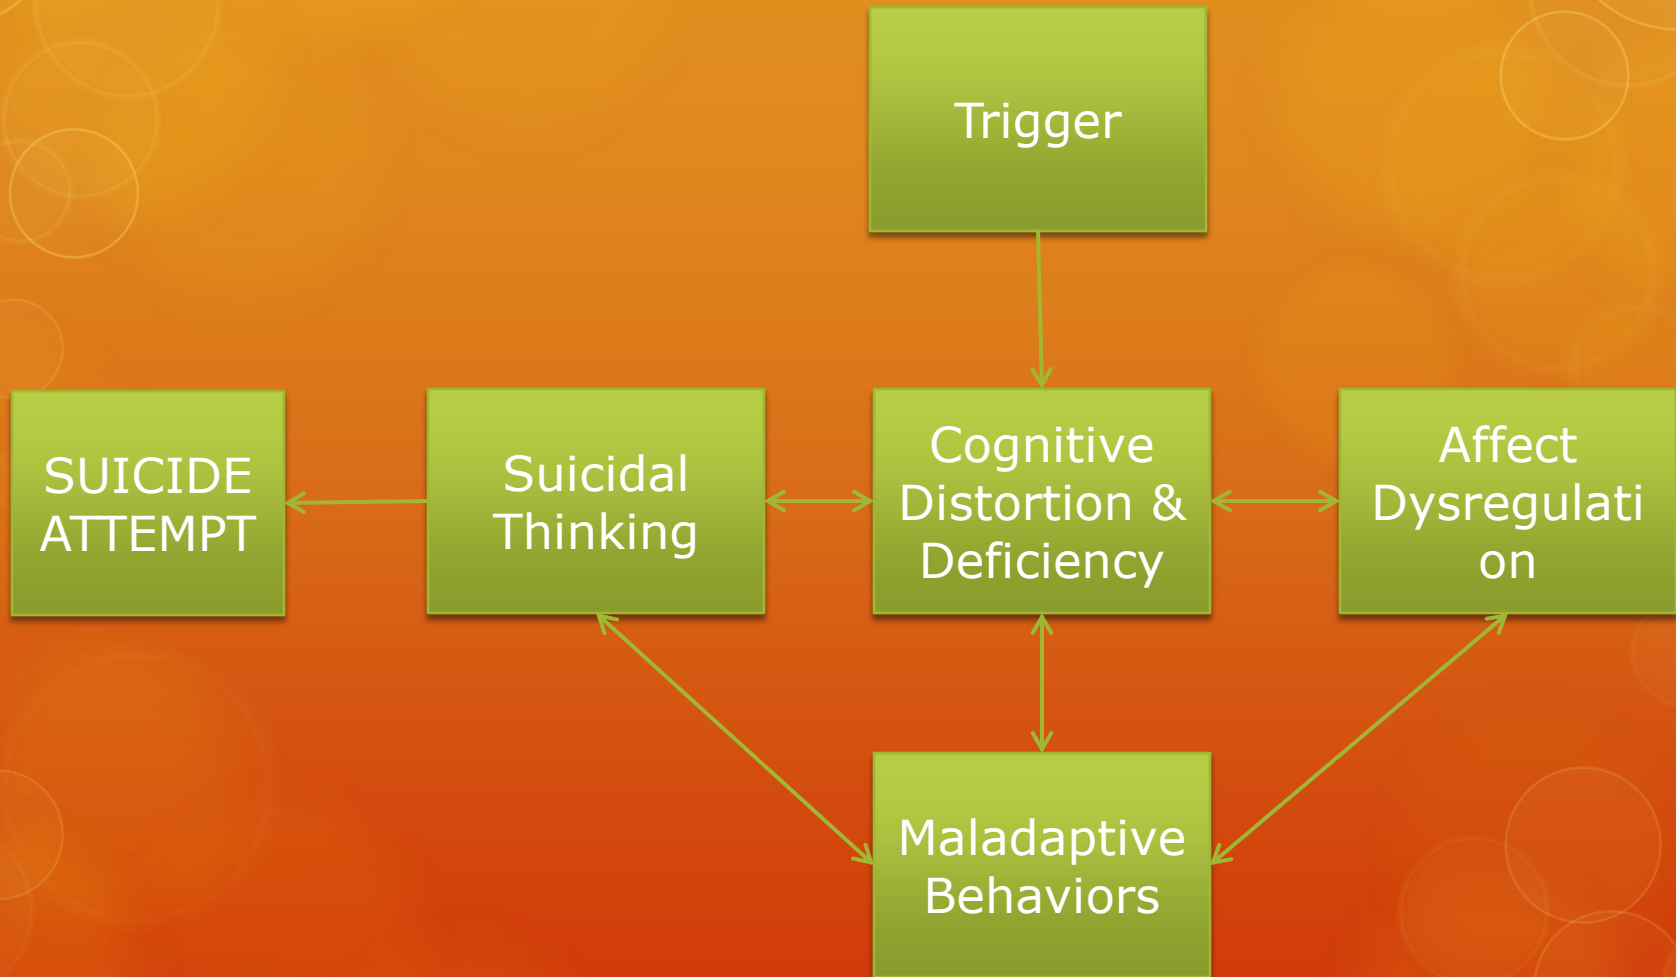 Trigger
SUICIDE
ATTEMPT
Suicidal
Thinking
Cognitive
Distortion &
Deficiency
Affect
Dysregulati
on
Maladaptive
Behaviors